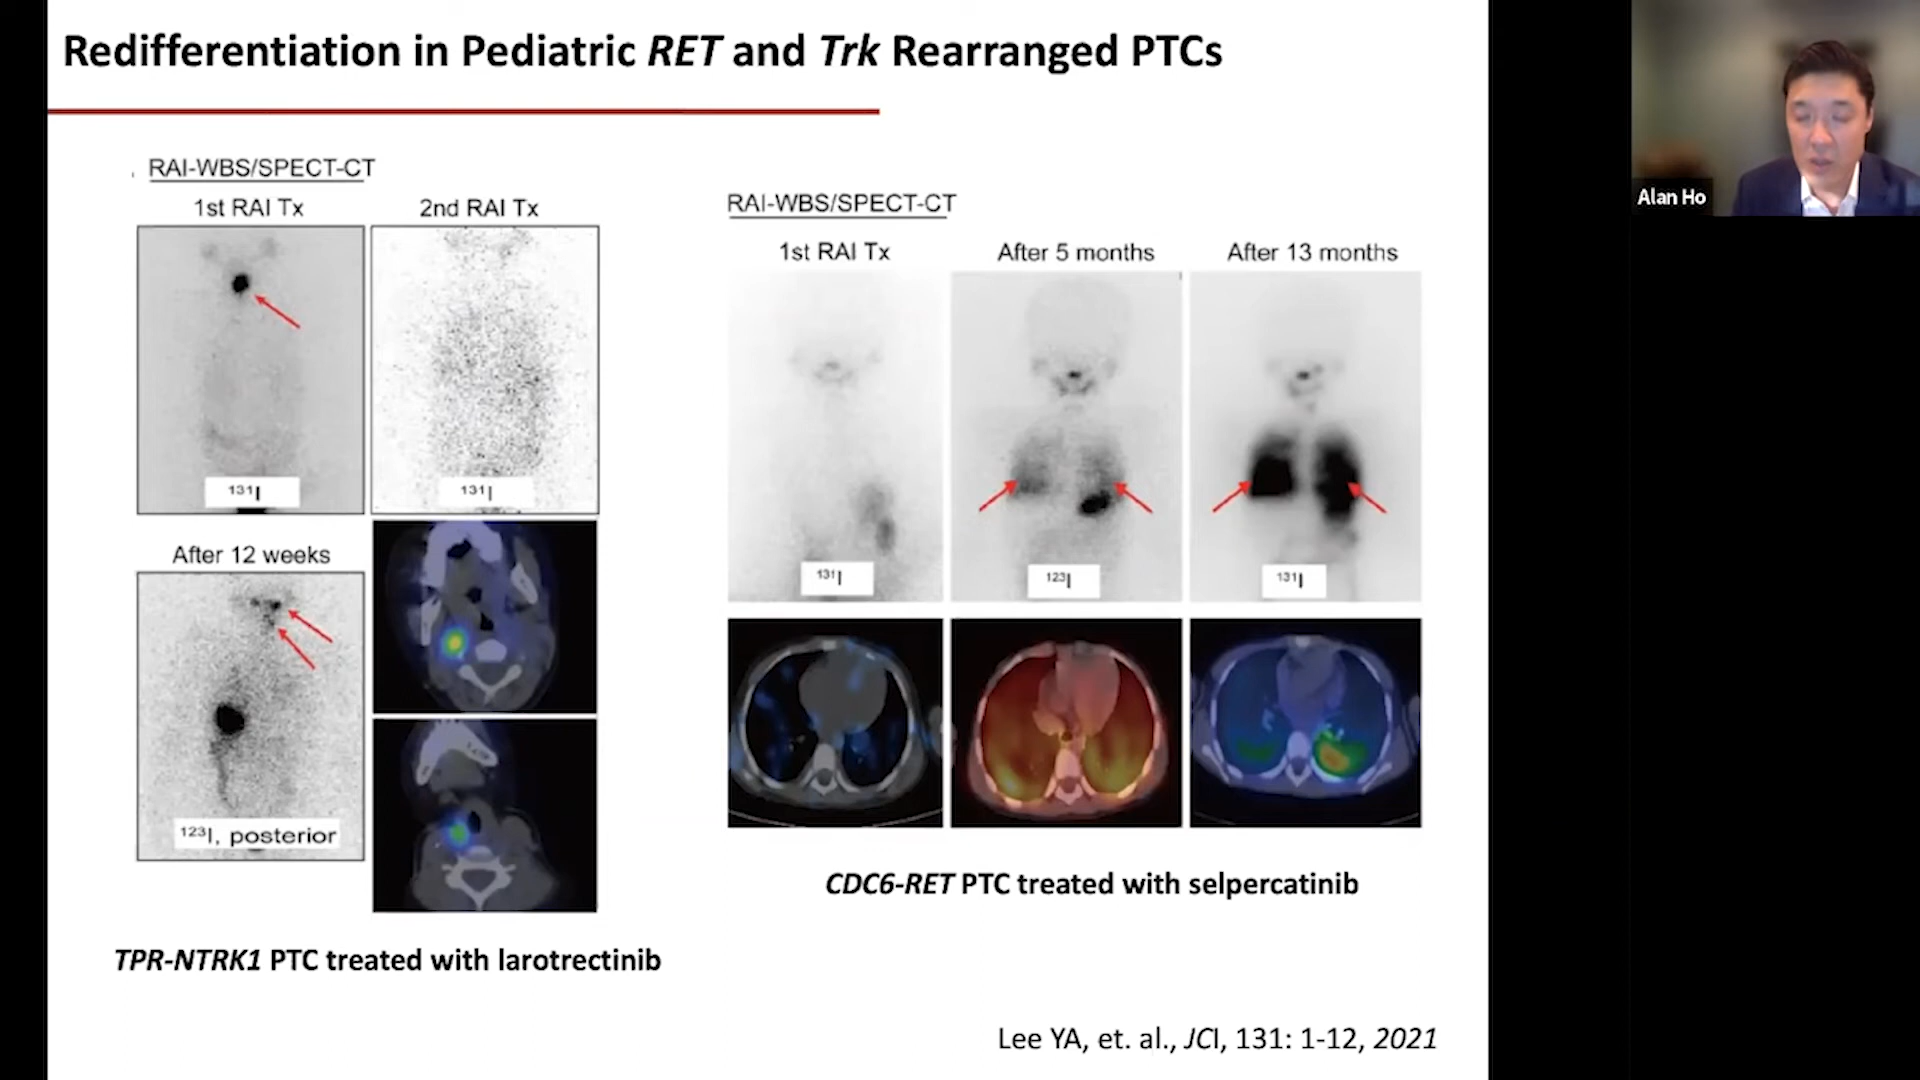 Redifferentiation in Pediatric RET and Trk Rearranged PTCs
RAI-WBS/SPECT-CT
1st RAI Tx
2nd RAI Tx
131I
131I
After 12 weeks
123I, posterior
TPR-NTRK1 PTC treated with larotrectinib
RAI-WBS/SPECT-CT
1st RAI Tx
After 5 months
After 13 months
131I
123I
131I
CDC6-RET PTC treated with selpercatinib
Lee YA, et. al., JCI, 131: 1-12, 2021
Alan Ho